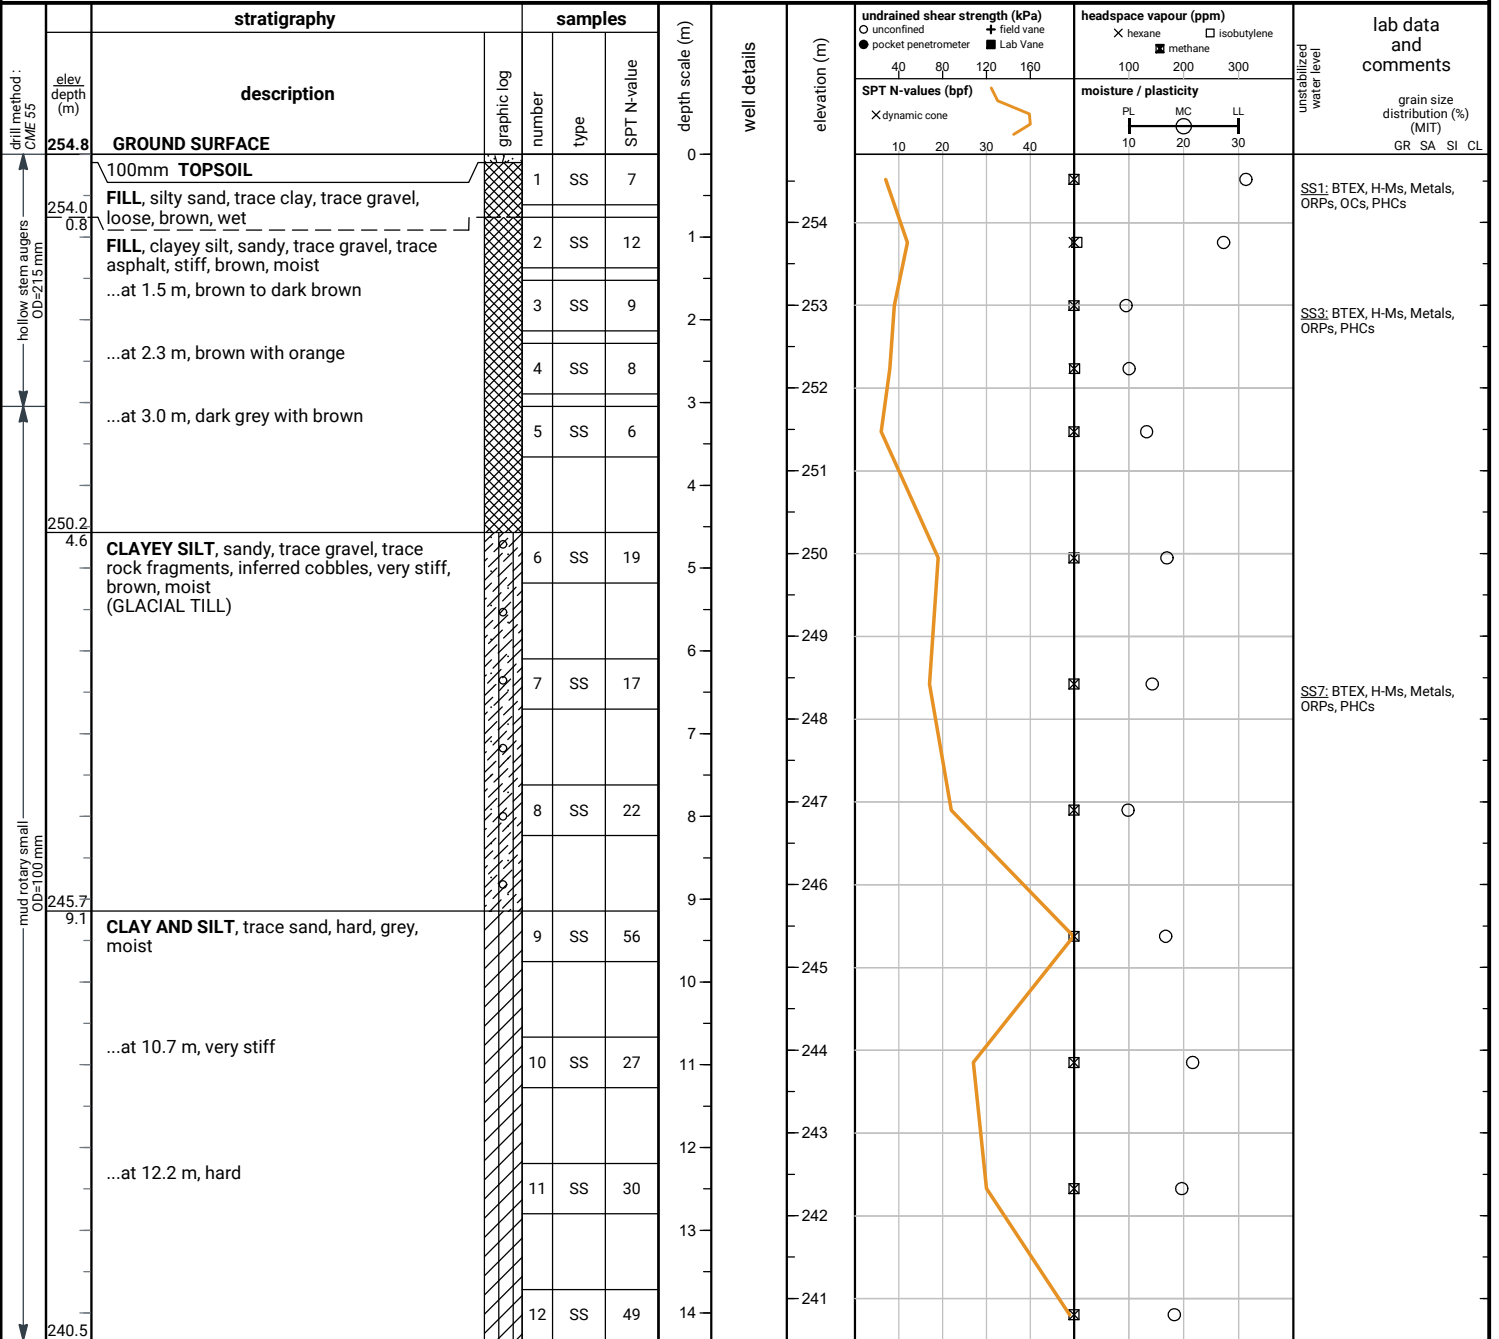 stratigraphy
samples
drill method :
CME 55
elev
depth
(m)
description
graphic log
number
type
SPT N-value
depth scale (m)
well details
elevation (m)
undrained shear strength (kPa)
unconfined
field vane
pocket penetrometer
Lab Vane
40 80 120 160
SPT N-values (bpf)
dynamic cone
10 20 30 40
headspace vapour (ppm)
hexane
isobutylene
methane
100 200 300
moisture / plasticity
PL MC LL
10 20 30
unstabilized
water level
lab data
and
comments
grain size
distribution (%)
(MIT)
GR SA SI CL
254.8 GROUND SURFACE
hollow stem augers
OD=215 mm
mud rotary small
OD=100 mm
100mm TOPSOIL
FILL, silty sand, trace clay, trace gravel,
loose, brown, wet
254.0
0.8
FILL, clayey silt, sandy, trace gravel, trace
asphalt, stiff, brown, moist
...at 1.5 m, brown to dark brown
...at 2.3 m, brown with orange
...at 3.0 m, dark grey with brown
250.2
4.6
CLAYEY SILT, sandy, trace gravel, trace
rock fragments, inferred cobbles, very stiff,
brown, moist
(GLACIAL TILL)
245.7
9.1
CLAY AND SILT, trace sand, hard, grey,
moist
...at 10.7 m, very stiff
...at 12.2 m, hard
240.5
1 SS 7
2 SS 12
3 SS 9
4 SS 8
5 SS 6
6 SS 19
7 SS 17
8 SS 22
9 SS 56
10 SS 27
11 SS 30
12 SS 49
0
1
2
3
4
5
6
7
8
9
10
11
12
13
14
254
253
252
251
250
249
248
247
246
245
244
243
242
241
SS1: BTEX, H-Ms, Metals,
ORPs, OCs, PHCs
SS3: BTEX, H-Ms, Metals,
ORPs, PHCs
SS7: BTEX, H-Ms, Metals,
ORPs, PHCs